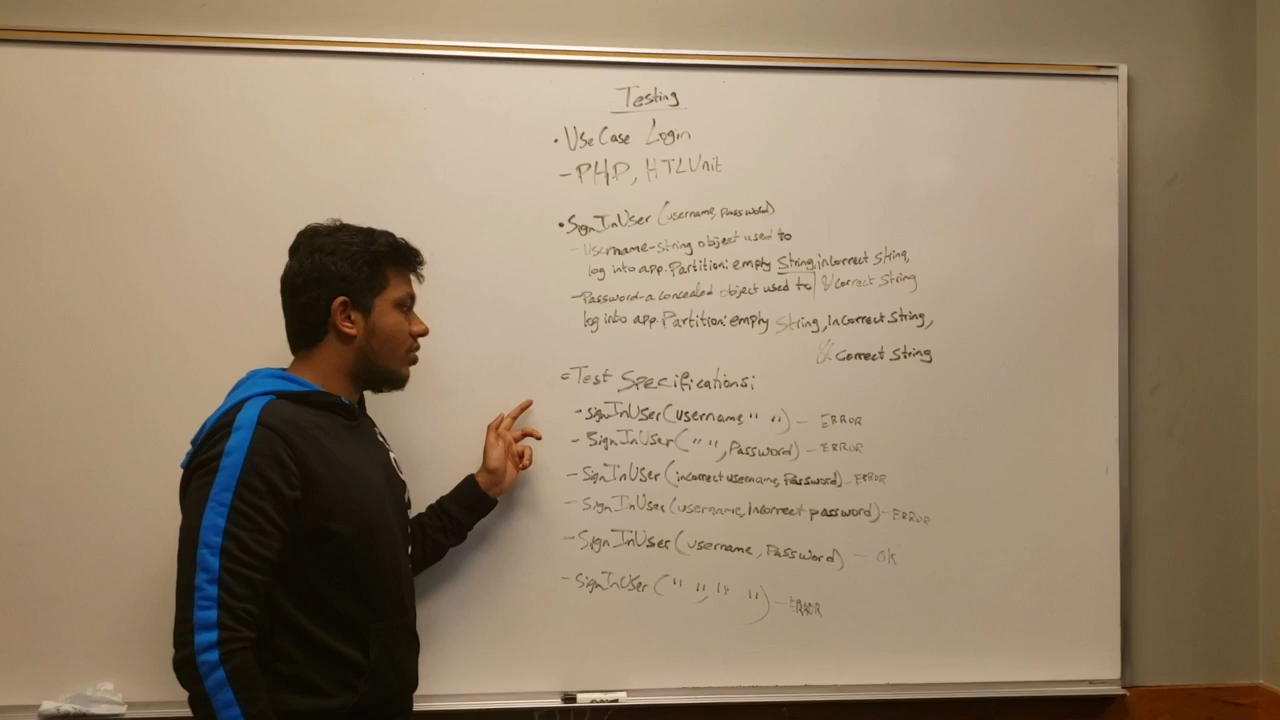 Testing
• UseCase Login
- PHP, HTLUnit
• SignInUser (username, password)
- Username-string object used to
log into app. Partition: empty String, incorrect string,
& correct String
- Password-a concealed object used to
log into app. Partition: empty String, Incorrect String,
& correct String
- Test Specifications:
- signInUser(username, " ") - ERROR
- SignInUser(" ", Password) - ERROR
- SignInUser (incorrect username, Password) - ERROR
- SignInUser (username, Incorrect password) - ERROR
- SignInUser (username, Password) - OK
- SignInUser (" ", " ") - ERROR